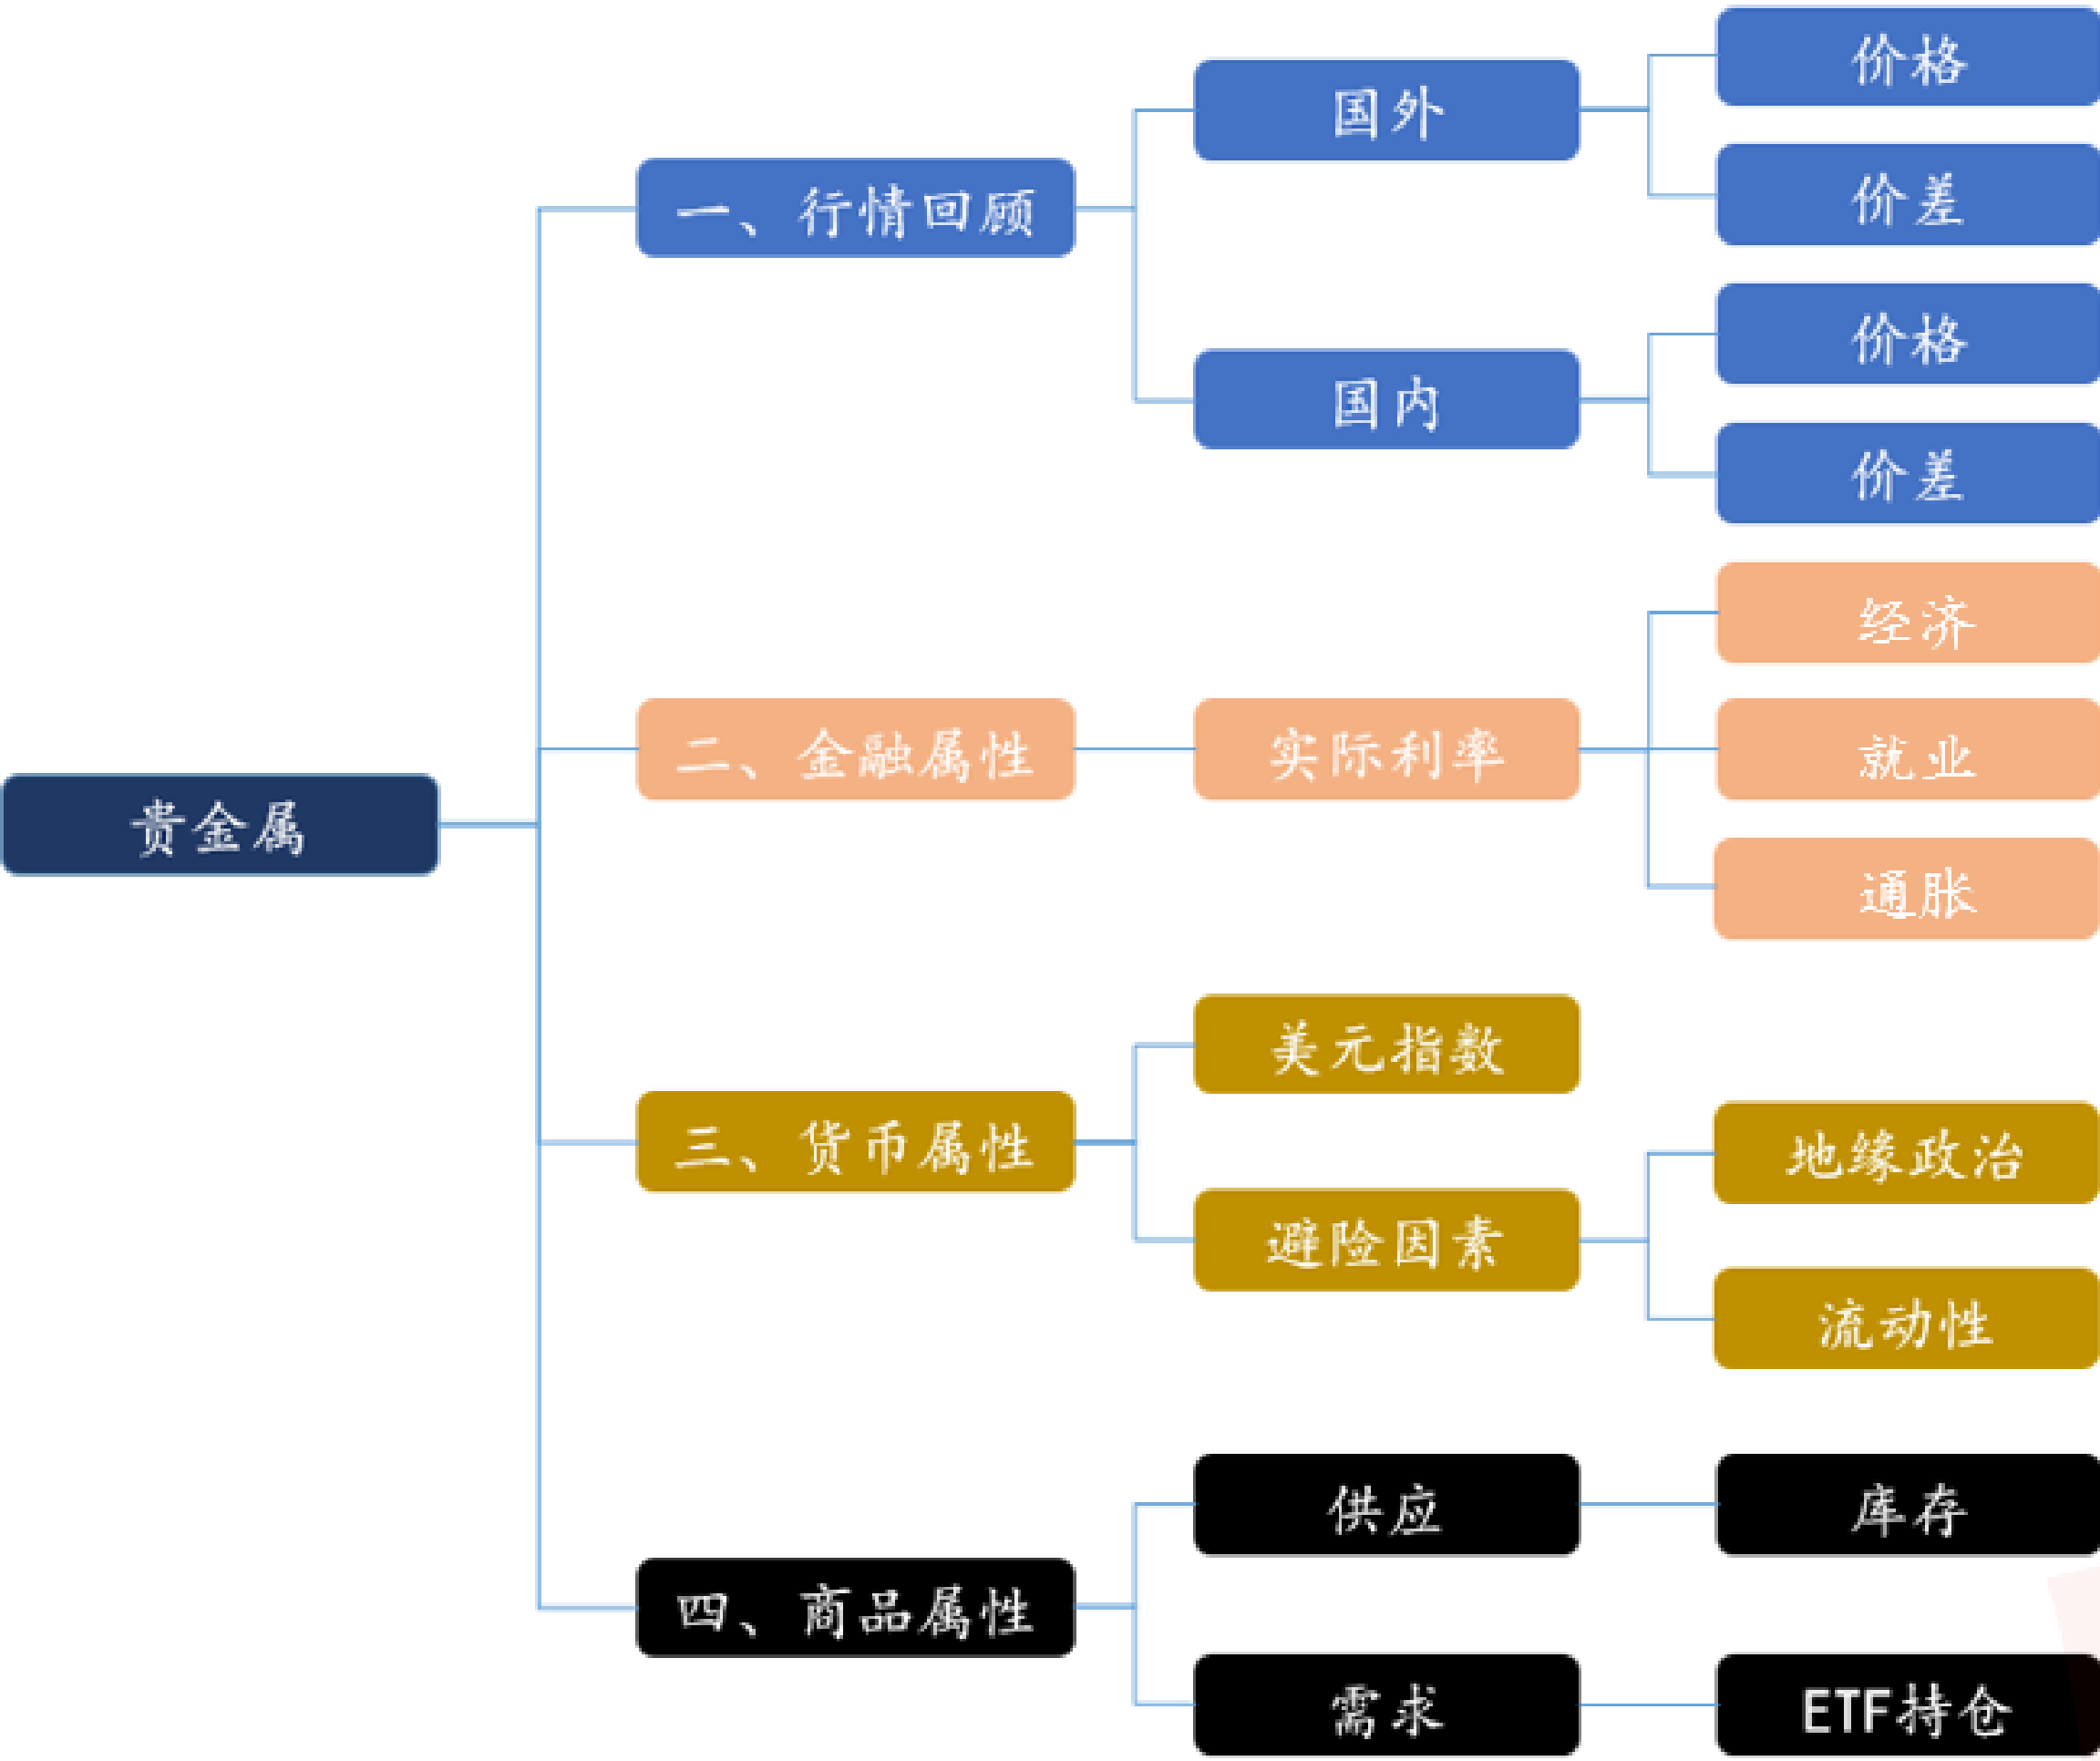 贵金属
一、行情回顾
国外
价格
价差
国内
价格
价差
二、金融属性
实际利率
经济
就业
通胀
三、货币属性
美元指数
避险因素
地缘政治
流动性
四、商品属性
供应
库存
需求
ETF持仓